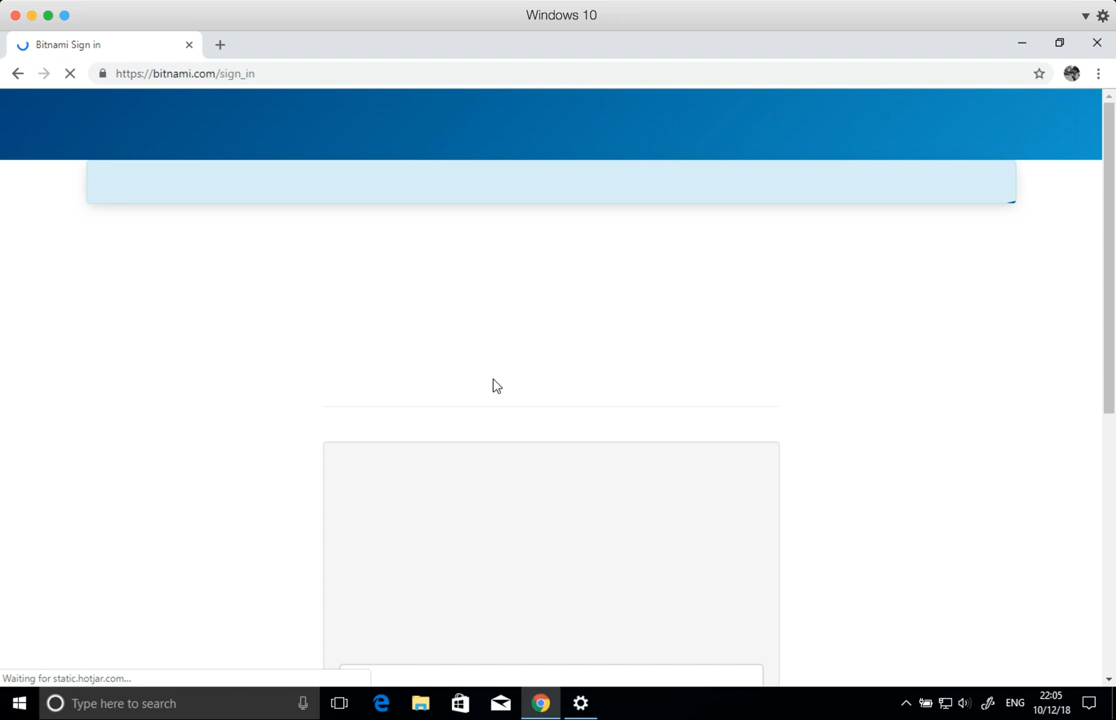 Windows 10
Bitnami Sign in
https://bitnami.com/sign_in
Waiting for static.hotjar.com...
Type here to search
ENG
22:05
10/12/18